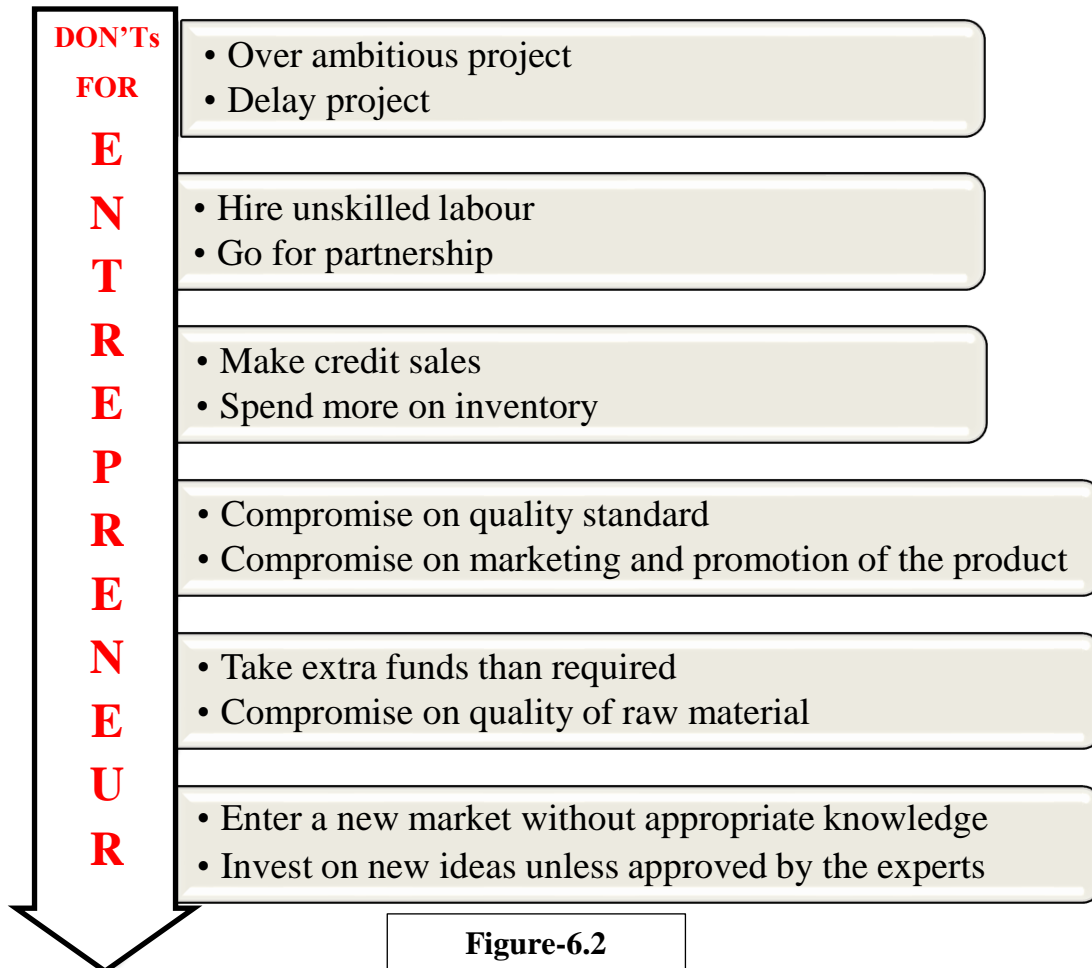 DON'Ts
FOR
E
N
T
R
E
P
R
E
N
E
U
R
• Over ambitious project
• Delay project
• Hire unskilled labour
• Go for partnership
• Make credit sales
• Spend more on inventory
• Compromise on quality standard
• Compromise on marketing and promotion of the product
• Take extra funds than required
• Compromise on quality of raw material
• Enter a new market without appropriate knowledge
• Invest on new ideas unless approved by the experts
Figure-6.2